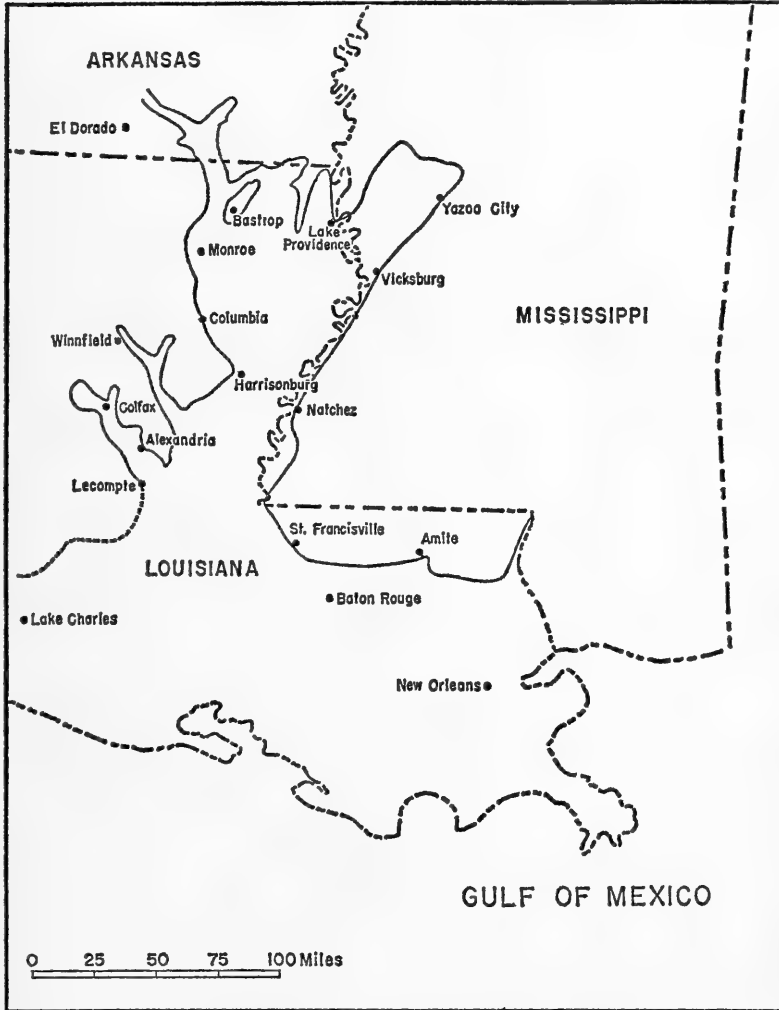 ARKANSAS
El Dorado
Bastrop
Lake
Providence
Yazoo City
Monroe
Vicksburg
Columbia
MISSISSIPPI
Winnfield
Harrisonburg
Colfax
Natchez
Alexandria
Lecompte
St. Francisville
Amite
LOUISIANA
Baton Rouge
Lake Charles
New Orleans
GULF OF MEXICO
0 25 50 75 100 Miles